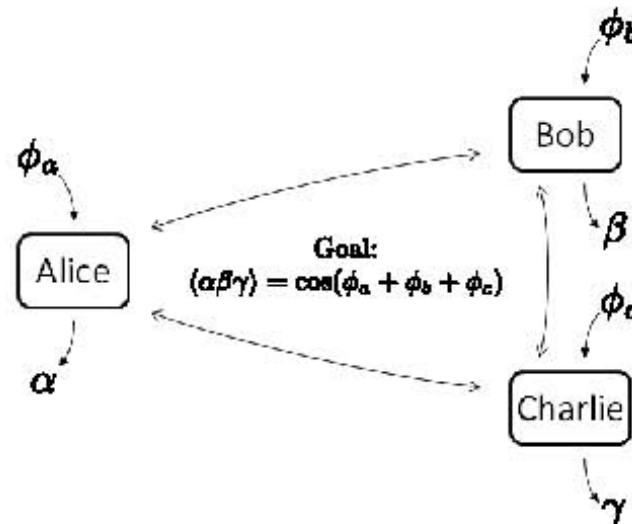 ϕ_b
Bob
ϕ_a
β
Alice
Goal:
⟨αβγ⟩ = cos(ϕ_a + ϕ_b + ϕ_c)
ϕ_c
α
Charlie
γ